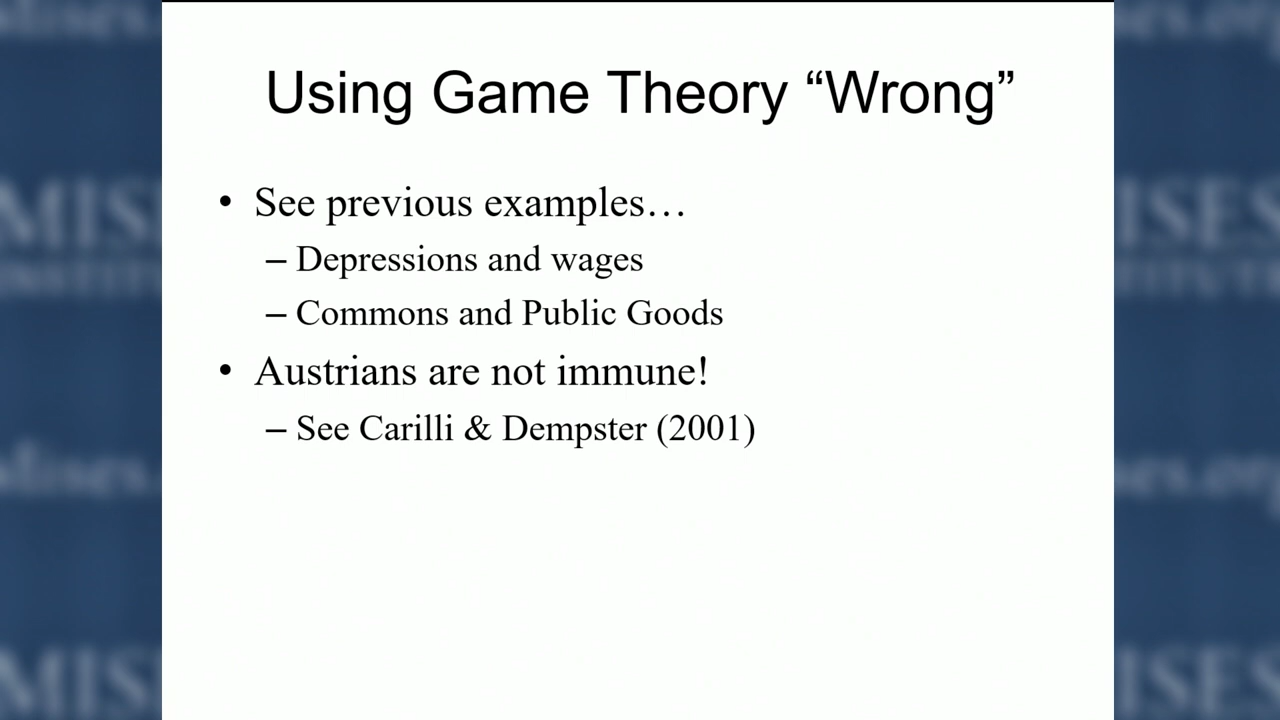 Using Game Theory “Wrong”
• See previous examples…
– Depressions and wages
– Commons and Public Goods
• Austrians are not immune!
– See Carilli & Dempster (2001)